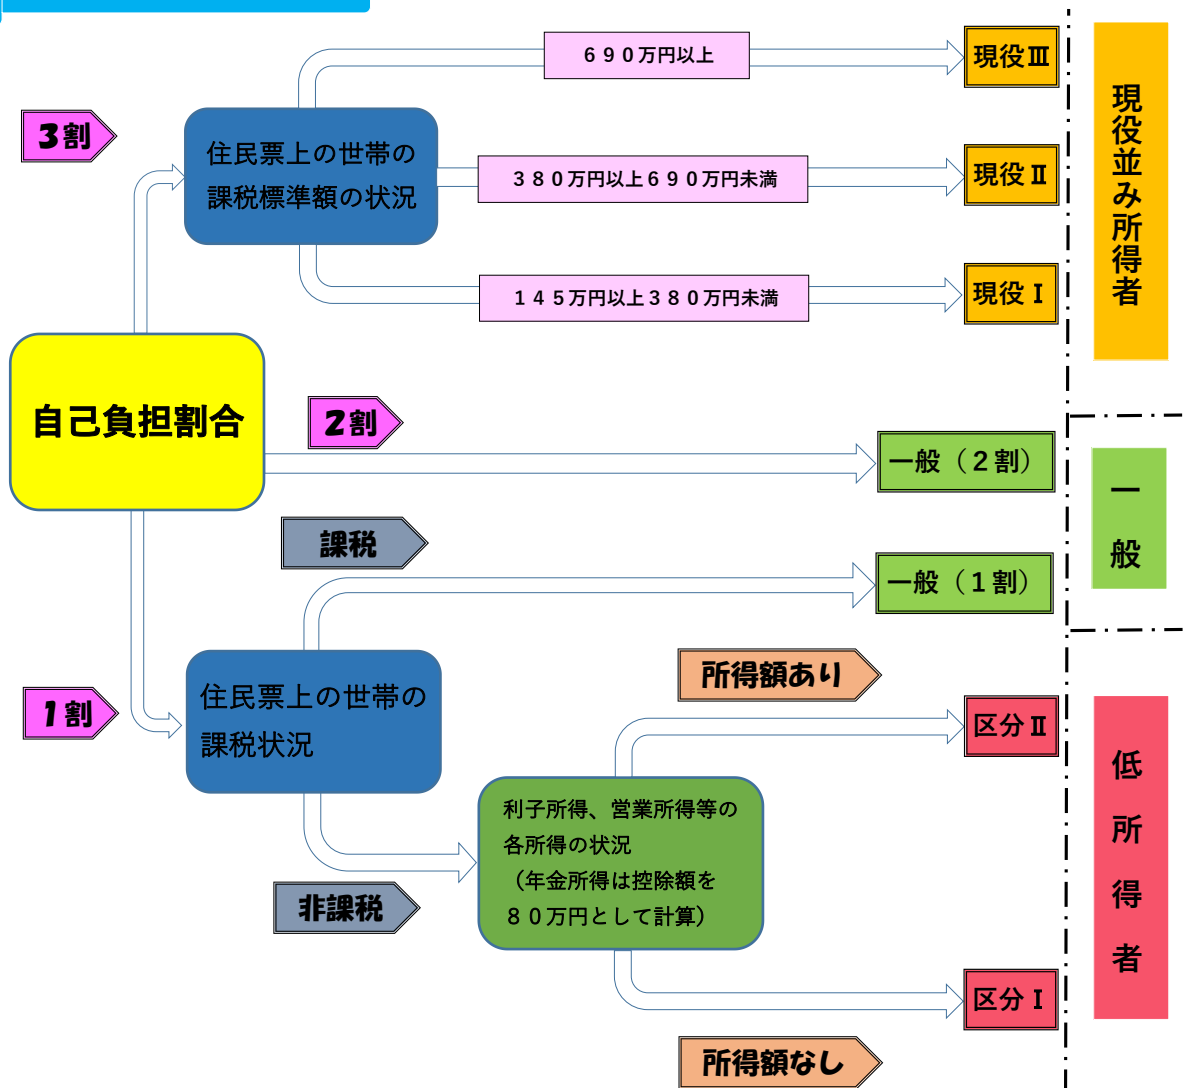 ６９０万円以上
現役Ⅲ
3割
住民票上の世帯の
課税標準額の状況
３８０万円以上６９０万円未満
現役Ⅱ
１４５万円以上３８０万円未満
現役Ⅰ
現役並み所得者
自己負担割合
2割
一般（２割）
一般
課税
一般（１割）
1割
住民票上の世帯の
課税状況
所得額あり
区分Ⅱ
利子所得、営業所得等の
各所得の状況
（年金所得は控除額を
８０万円として計算）
非課税
低所得者
区分Ⅰ
所得額なし